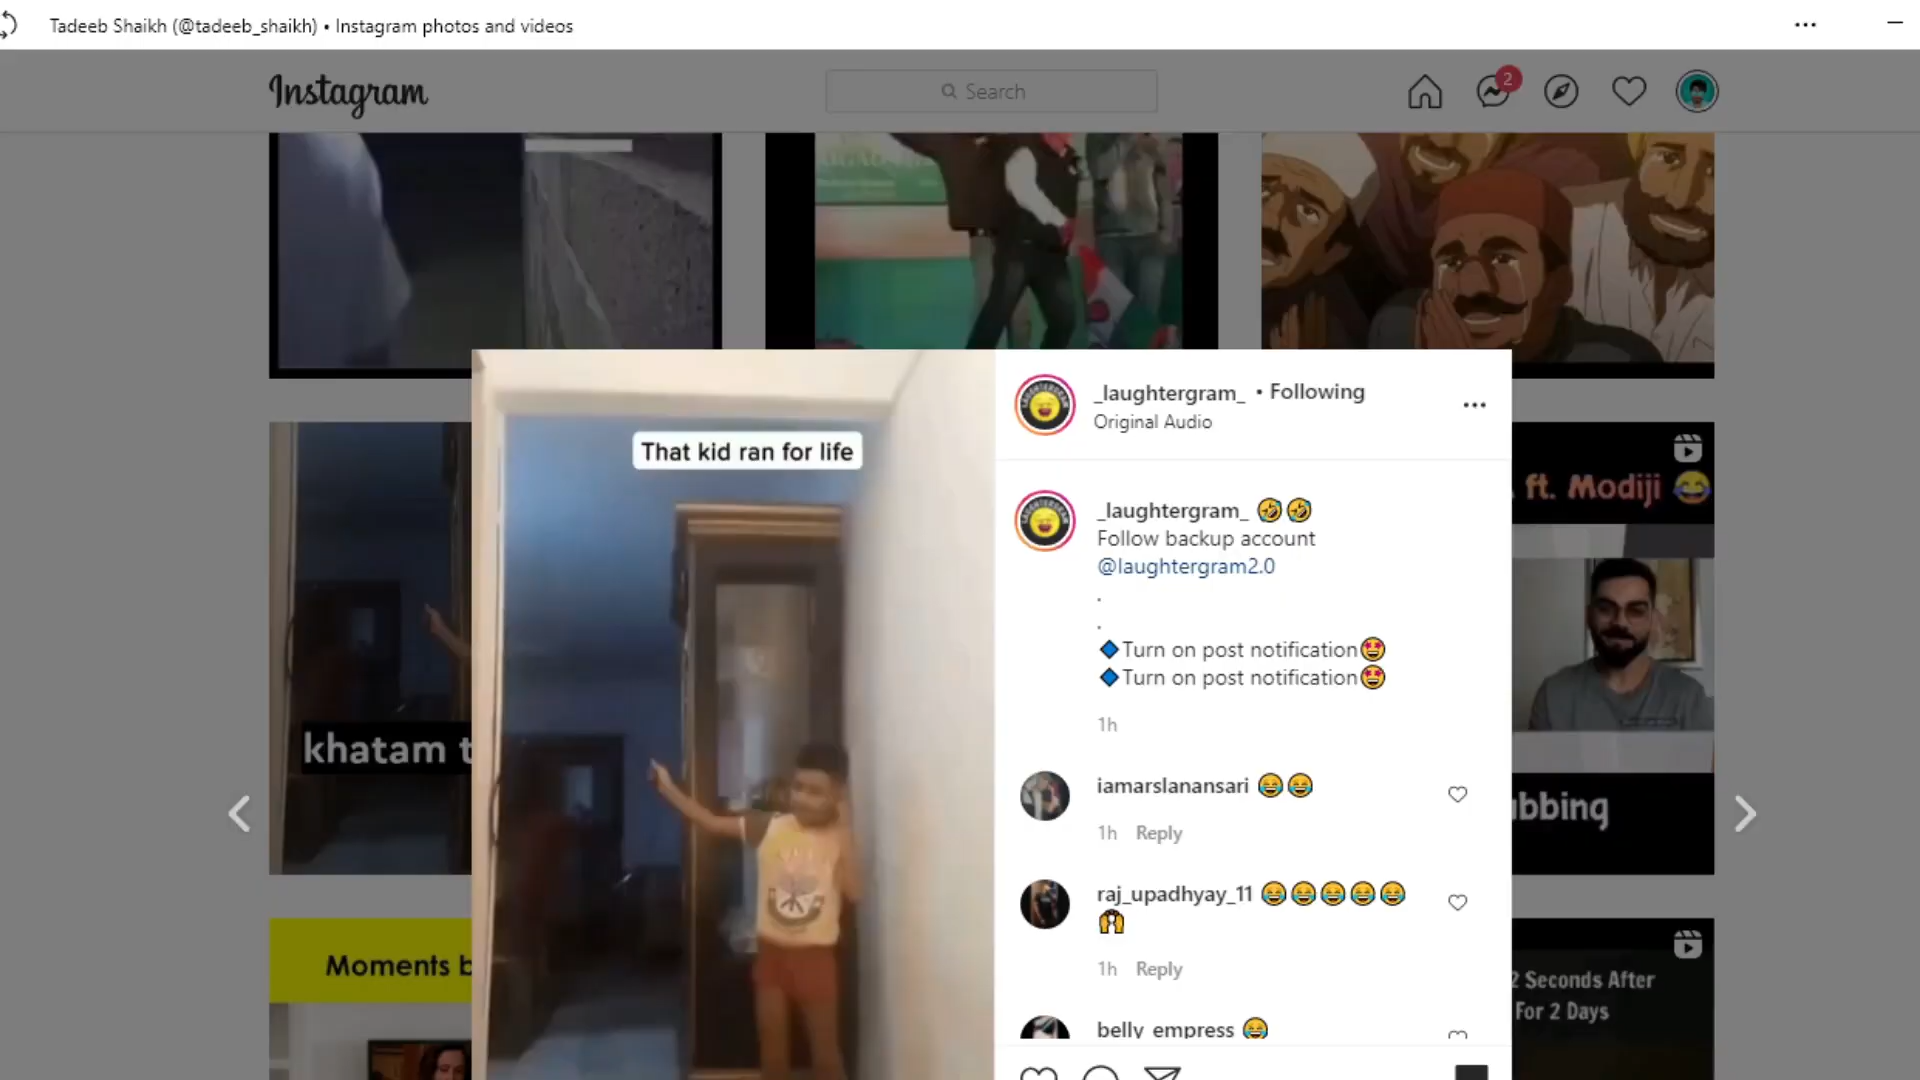 Tadeeb Shaikh (@tadeeb_shaikh) • Instagram photos and videos
Instagram
Search
2
That kid ran for life
_laughtergram_ • Following
Original Audio
_laughtergram_ 🤣🤣
Follow backup account
@laughtergram2.0
.
.
🔷Turn on post notification🤩
🔷Turn on post notification🤩
1h
iamarslanansari 😂😂
1h Reply
raj_upadhyay_11 😂😂😂😂😂
🙌
1h Reply
belly_empress 😂
khatam t
Moments b
ft. Modiji 😂
bbing
2 Seconds After
For 2 Days